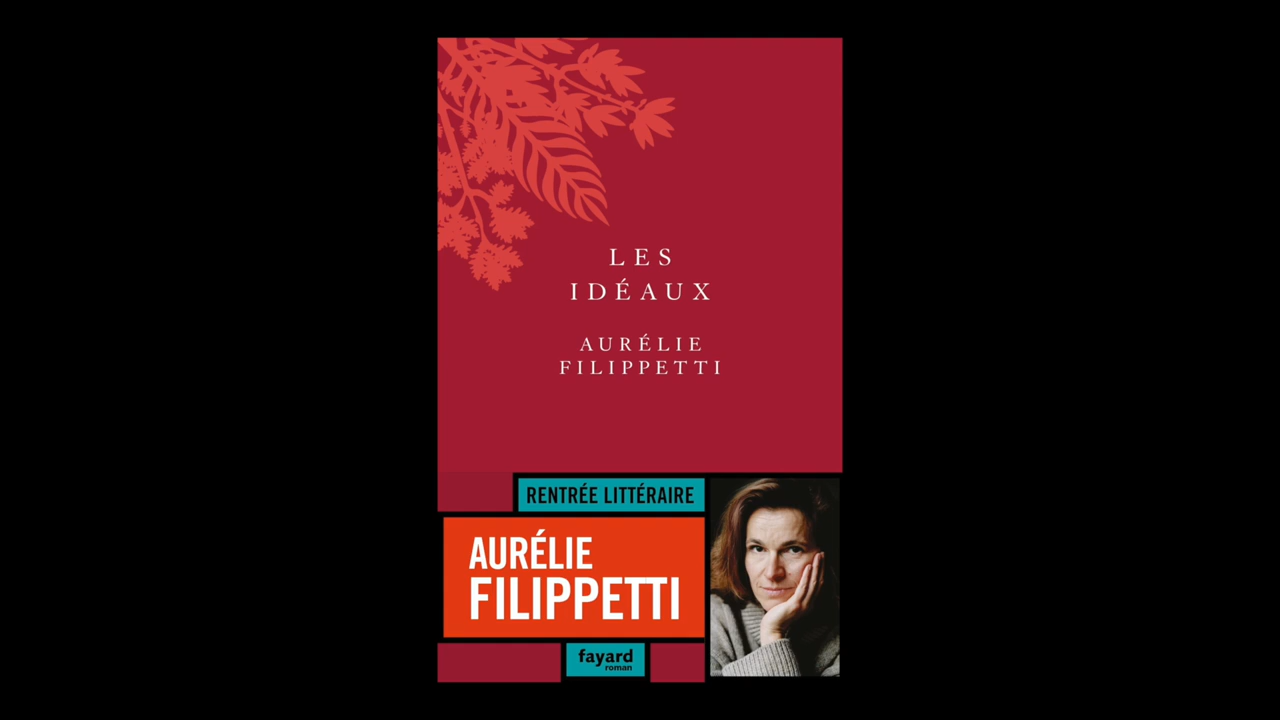 LES
IDÉAUX
AURÉLIE
FILIPPETTI
RENTRÉE LITTÉRAIRE
AURÉLIE
FILIPPETTI
fayard
roman